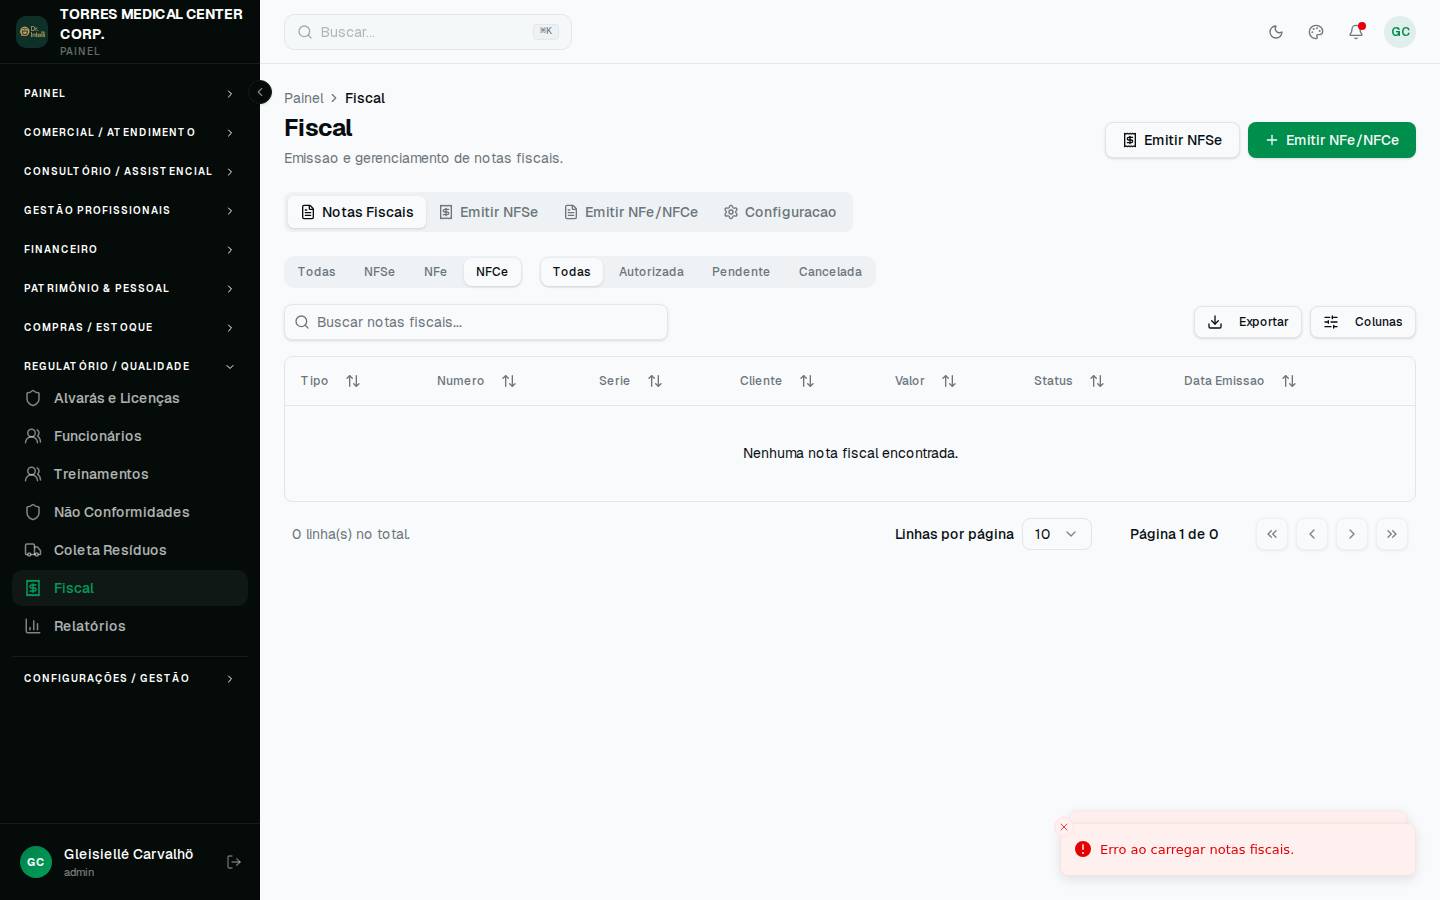 TORRES MEDICAL CENTER
CORP.
PAINEL
Dr.
Intelli
Buscar...
⌘K
GC
PAINEL
COMERCIAL / ATENDIMENTO
CONSULTÓRIO / ASSISTENCIAL
GESTÃO PROFISSIONAIS
FINANCEIRO
PATRIMÔNIO & PESSOAL
COMPRAS / ESTOQUE
REGULATÓRIO / QUALIDADE
Alvarás e Licenças
Funcionários
Treinamentos
Não Conformidades
Coleta Resíduos
Fiscal
Relatórios
CONFIGURAÇÕES / GESTÃO
GC
Gleisiellé Carvalhö
admin
Painel > Fiscal
Fiscal
Emissao e gerenciamento de notas fiscais.
Emitir NFSe
Emitir NFe/NFCe
Notas Fiscais Emitir NFSe Emitir NFe/NFCe Configuracao
Todas NFSe NFe NFCe Todas Autorizada Pendente Cancelada
Buscar notas fiscais...
Exportar Colunas
Tipo Numero Serie Cliente Valor Status Data Emissao
Nenhuma nota fiscal encontrada.
0 linha(s) no total. Linhas por página 10 Página 1 de 0
Erro ao carregar notas fiscais.